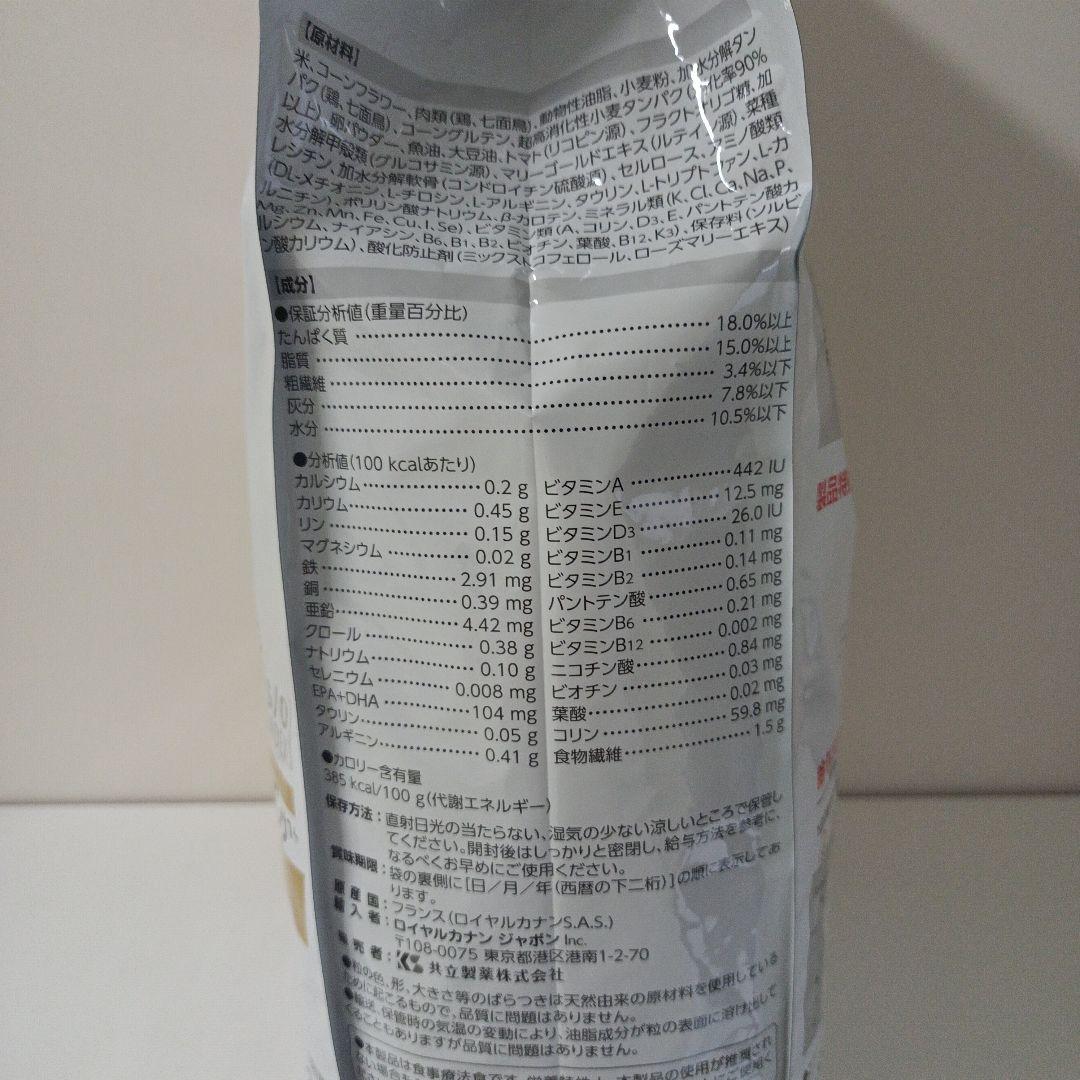 【原材料】
米、コーンフラワー、肉類(鶏、七面鳥)、動物性油脂、小麦粉、加水分解タン
パク(鶏、七面鳥)、コーングルテン、超高消化性小麦タンパク(消化率90%
以上)、卵パウダー、魚油、大豆油、トマト(リコピン源)、フラクトオリゴ糖、加
水分解甲殻類(グルコサミン源)、マリーゴールドエキス(ルテイン源)、菜種
レシチン、加水分解軟骨(コンドロイチン硫酸源)、セルロース、アミノ酸類
(DL-メチオニン、L-チロシン、L-アルギニン、タウリン、L-トリプトファン、L-カ
ルニチン)、ポリリン酸ナトリウム、β-カロテン、ミネラル類(K、Cl、Ca、Na、P、
Mg、Zn、Mn、Fe、Cu、I、Se)、ビタミン類(A、コリン、D3、E、パントテン酸カ
ルシウム、ナイアシン、B6、B1、B2、ビオチン、葉酸、B12、K3)、保存料(ソルビ
ン酸カリウム)、酸化防止剤(ミックストコフェロール、ローズマリーエキス)
【成分】
●保証分析値(重量百分比)
たんぱく質 18.0%以上
脂質 15.0%以上
粗繊維 3.4%以下
灰分 7.8%以下
水分 10.5%以下
●分析値(100 kcalあたり)
カルシウム 0.2 g
カリウム 0.45 g
リン 0.15 g
マグネシウム 0.02 g
鉄 2.91 mg
銅 0.39 mg
亜鉛 4.42 mg
クロール 0.38 g
ナトリウム 0.10 g
セレニウム 0.008 mg
EPA+DHA 104 mg
タウリン 0.05 g
アルギニン 0.41 g
ビタミンA 442 IU
ビタミンE 12.5 mg
ビタミンD3 26.0 IU
ビタミンB1 0.11 mg
ビタミンB2 0.14 mg
パントテン酸 0.65 mg
ビタミンB6 0.21 mg
ビタミンB12 0.002 mg
ニコチン酸 0.84 mg
ビオチン 0.03 mg
葉酸 0.02 mg
コリン 59.8 mg
食物繊維 1.5 g
●カロリー含有量
385 kcal/100 g(代謝エネルギー)
保存方法:直射日光の当たらない、湿気の少ない涼しいところで保管し
てください。開封後はしっかりと密閉し、給与方法を参考に、
なるべくお早めにご使用ください。
賞味期限:袋の裏側に[日/月/年(西暦の下二桁)]の順に表示してあ
ります。
原産国:フランス(ロイヤルカナンS.A.S.)
輸入者:ロイヤルカナン ジャポン Inc.
〒108-0075 東京都港区港南1-2-70
販売者:共立製薬株式会社
●粒の色、形、大きさ等のばらつきは天然由来の原材料を使用している
ために起こるもので、品質に問題はありません。
●輸送、保管時の気温の変動により、油脂成分が粒の表面に溶け出して
くることもありますが品質に問題はありません。
●本製品は食事療法食です。
製品特